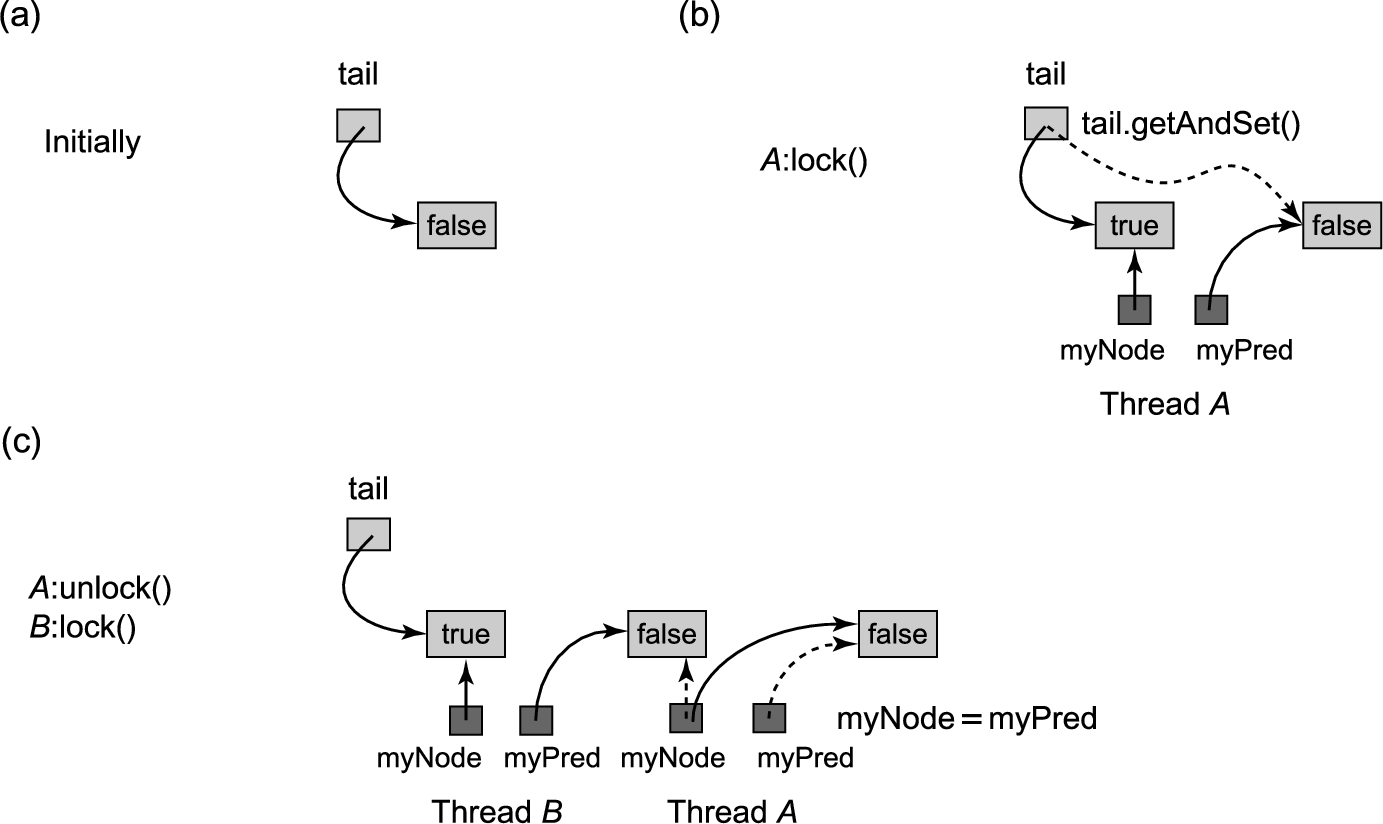 (a)
tail
Initially
false
(b)
tail
tail.getAndSet()
A:lock()
true
false
myNode
myPred
Thread A
(c)
tail
A:unlock()
B:lock()
true
false
false
myNode = myPred
myNode
myPred
myNode
myPred
Thread B
Thread A